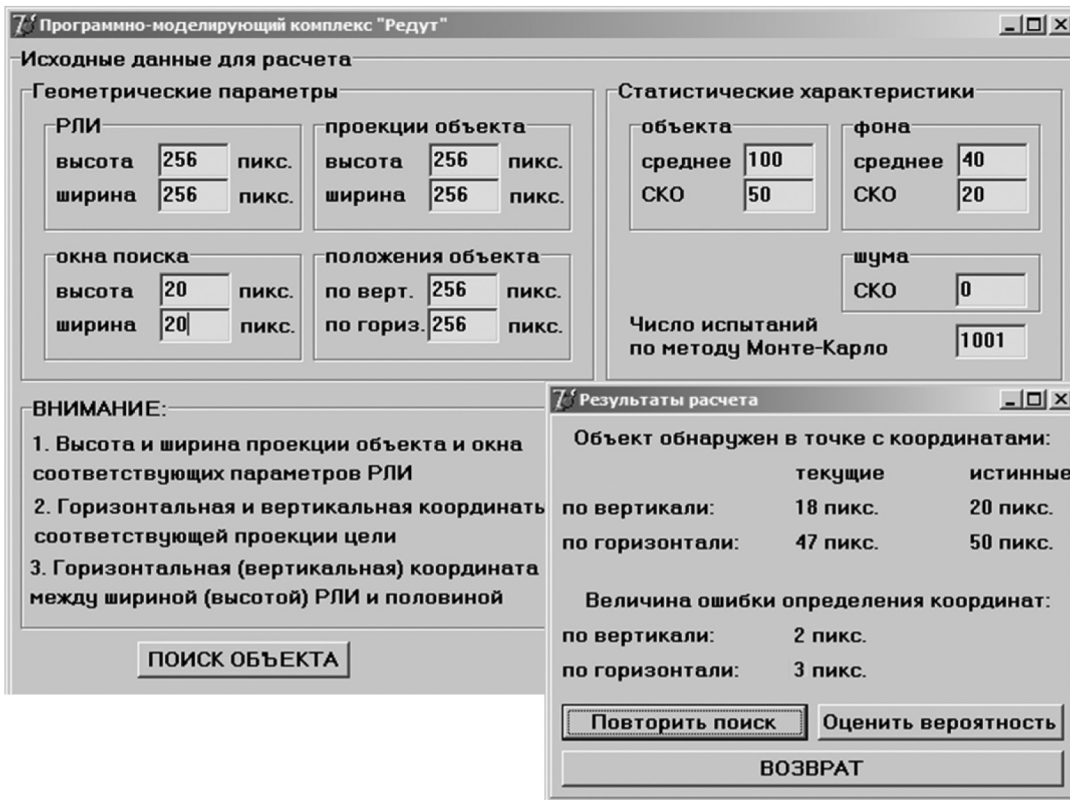 Программно-моделирующий комплекс "Редут"
Исходные данные для расчета
Геометрические параметры
РЛИ
высота 256 пикс.
ширина 256 пикс.
проекции объекта
высота 256 пикс.
ширина 256 пикс.
окна поиска
высота 20 пикс.
ширина 20 пикс.
положения объекта
по верт. 256 пикс.
по гориз. 256 пикс.
Статистические характеристики
объекта
среднее 100
СКО 50
фона
среднее 40
СКО 20
шума
СКО 0
Число испытаний
по методу Монте-Карло 1001
ВНИМАНИЕ:
1. Высота и ширина проекции объекта и окна
соответствующих параметров РЛИ
2. Горизонтальная и вертикальная координаты
соответствующей проекции цели
3. Горизонтальная (вертикальная) координата
между шириной (высотой) РЛИ и половиной
ПОИСК ОБЪЕКТА
Результаты расчета
Объект обнаружен в точке с координатами:
текущие истинные
по вертикали: 18 пикс. 20 пикс.
по горизонтали: 47 пикс. 50 пикс.
Величина ошибки определения координат:
по вертикали: 2 пикс.
по горизонтали: 3 пикс.
Повторить поиск
Оценить вероятность
ВОЗВРАТ